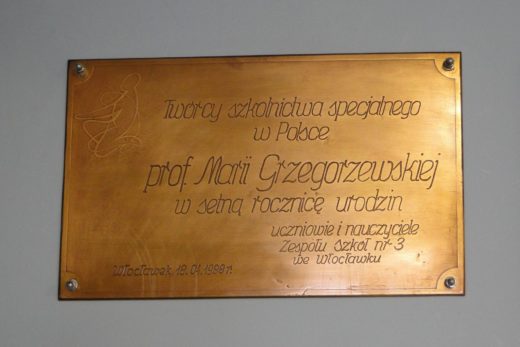 Twórcy szkolnictwa specjalnego
w Polsce
prof. Marii Grzegorzewskiej
w setną rocznicę urodzin
uczniowie i nauczyciele
Zespołu Szkół nr 3
we Włocławku
Włocławek 18.04.1988 r.